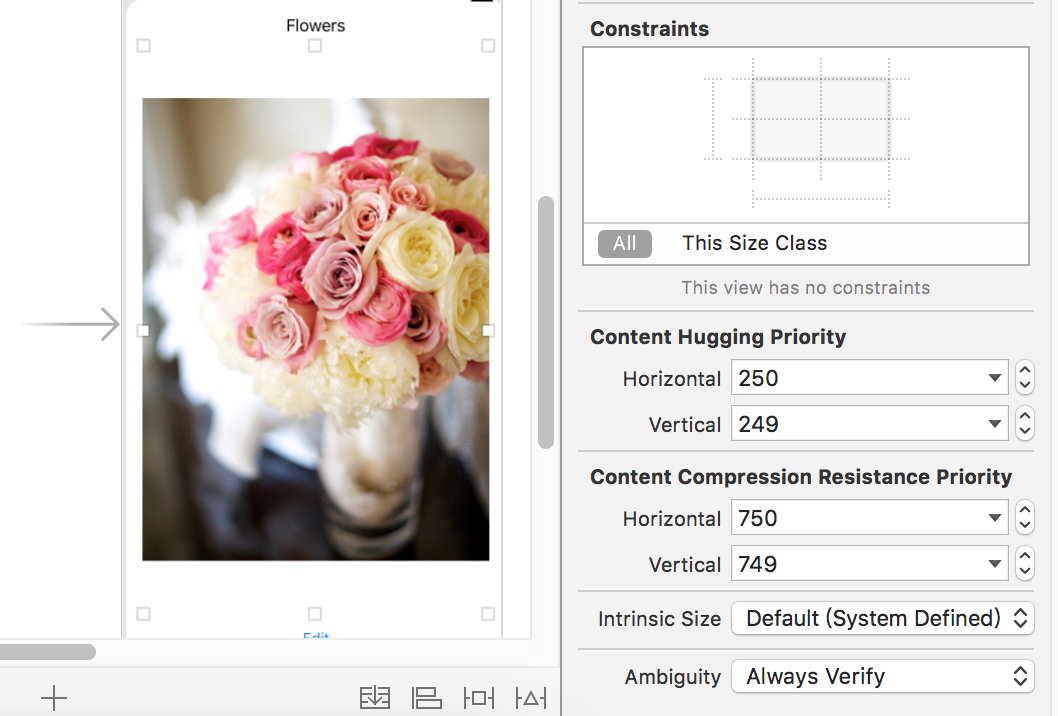 Flowers
Edit
Constraints
All This Size Class
This view has no constraints
Content Hugging Priority
Horizontal 250
Vertical 249
Content Compression Resistance Priority
Horizontal 750
Vertical 749
Intrinsic Size Default (System Defined)
Ambiguity Always Verify